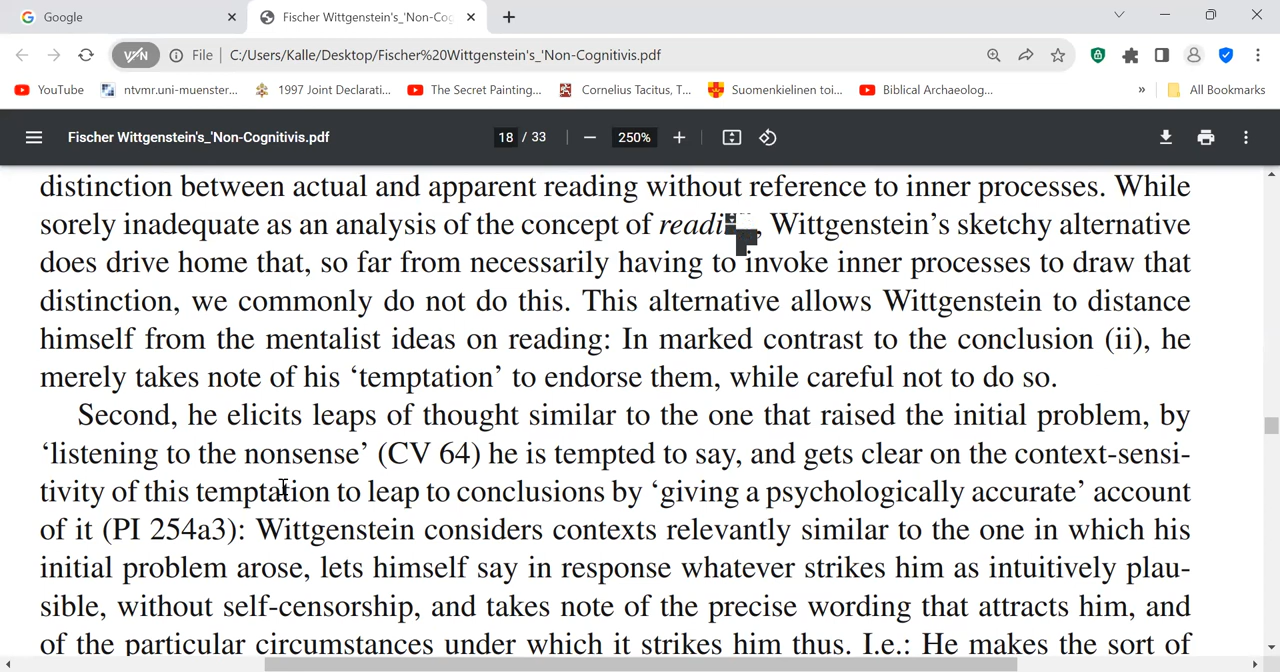 Google
Fischer Wittgenstein's_'Non-Cog
VPN File C:/Users/Kalle/Desktop/Fischer%20Wittgenstein's_'Non-Cognitivis.pdf
YouTube ntvmr.uni-muenster... 1997 Joint Declarati... The Secret Painting... Cornelius Tacitus, T... Suomenkielinen toi... Biblical Archaeolog... » All Bookmarks
Fischer Wittgenstein's_'Non-Cognitivis.pdf 18 / 33 250%
distinction between actual and apparent reading without reference to inner processes. While
sorely inadequate as an analysis of the concept of Wittgenstein's sketchy alternative
does drive home that, so far from necessarily having to invoke inner processes to draw that
distinction, we commonly do not do this. This alternative allows Wittgenstein to distance
himself from the mentalist ideas on reading: In marked contrast to the conclusion (ii), he
merely takes note of his ‘temptation’ to endorse them, while careful not to do so.
Second, he elicits leaps of thought similar to the one that raised the initial problem, by
‘listening to the nonsense’ (CV 64) he is tempted to say, and gets clear on the context-sensi-
tivity of this temptation to leap to conclusions by ‘giving a psychologically accurate’ account
of it (PI 254a3): Wittgenstein considers contexts relevantly similar to the one in which his
initial problem arose, lets himself say in response whatever strikes him as intuitively plau-
sible, without self-censorship, and takes note of the precise wording that attracts him, and
of the particular circumstances under which it strikes him thus. I.e.: He makes the sort of